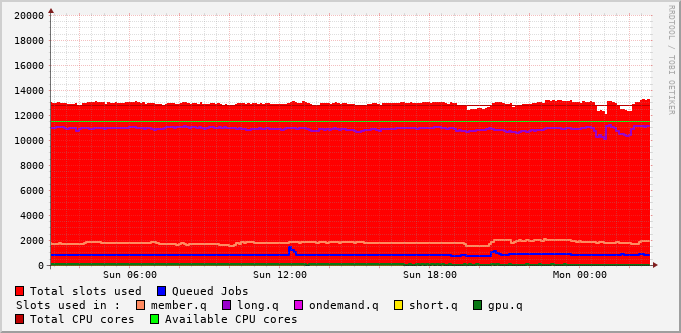 RRDTOOL / TOBI OETIKER
20000
18000
16000
14000
12000
10000
8000
6000
4000
2000
0
Sun 06:00 Sun 12:00 Sun 18:00 Mon 00:00
Total slots used Queued Jobs
Slots used in : member.q long.q ondemand.q short.q gpu.q
Total CPU cores Available CPU cores